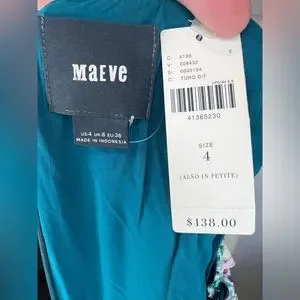 MAEVE
US:4 UK:8 EU:36
MADE IN INDONESIA
C: 4130
S: 008432
S: 0005104
C: TURQ D/T
41365230
SIZE
4
(ALSO IN PETITE)
$138.00